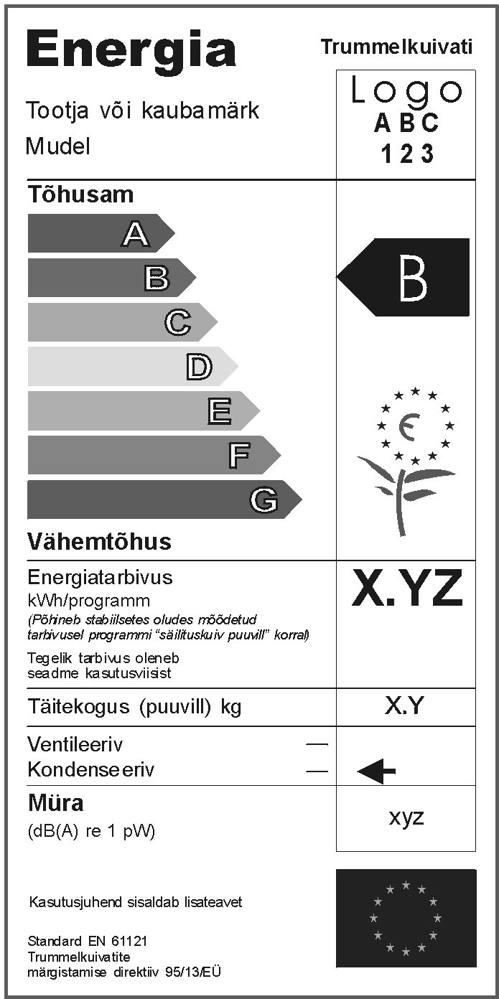 Energia
Trummelkuivati
Tootja või kaubamärk
Mudel
Logo
ABC
123
Tõhusam
A
B
C
D
E
F
G
B
Vähemtõhus
Energiatarbivus
kWh/programm
(Põhineb stabiilsetes oludes mõõdetud
tarbivusel programmi “säilituskuiv puuvill” korral)
Tegelik tarbivus oleneb
seadme kasutusviisist
X.YZ
Täitekogus (puuvill) kg
X.Y
Ventileeriv —
Kondenseeriv —
Müra
(dB(A) re 1 pW)
xyz
Kasutusjuhend sisaldab lisateavet
Standard EN 61121
Trummelkuivatite
märgistamise direktiiv 95/13/EÜ